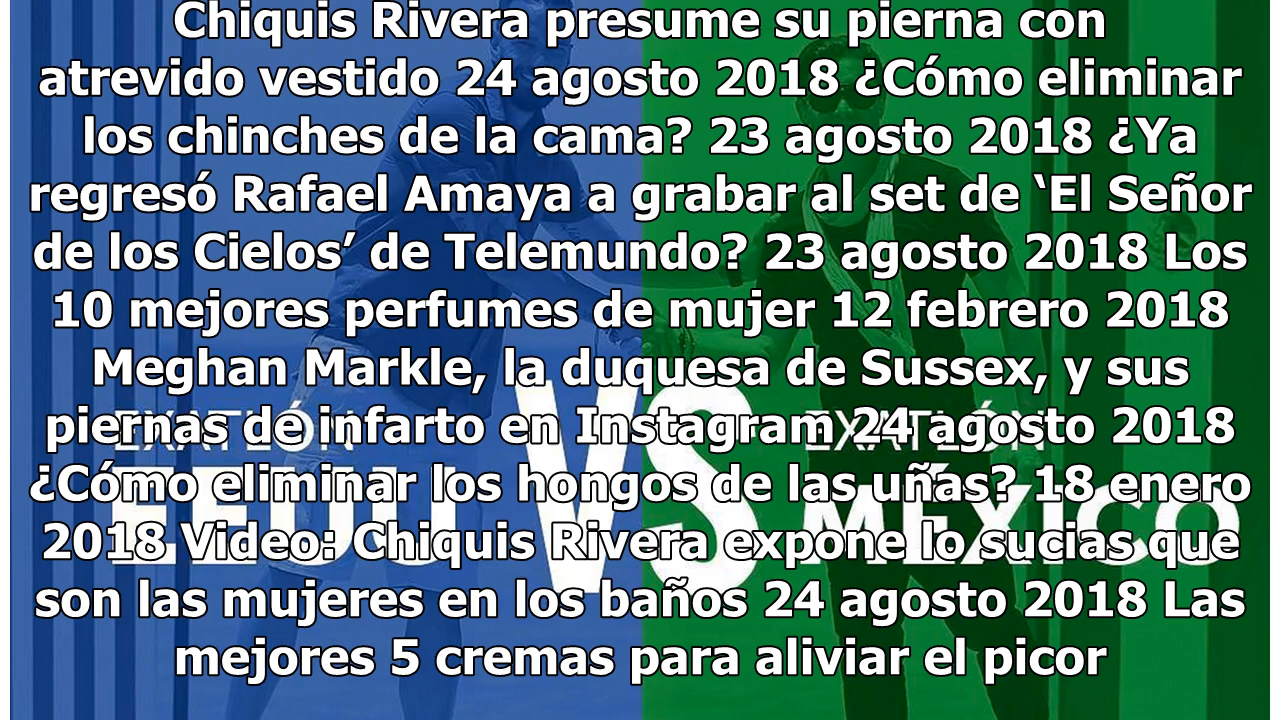 Chiquis Rivera presume su pierna con
atrevido vestido 24 agosto 2018 ¿Cómo eliminar
los chinches de la cama? 23 agosto 2018 ¿Ya
regresó Rafael Amaya a grabar al set de ‘El Señor
de los Cielos’ de Telemundo? 23 agosto 2018 Los
10 mejores perfumes de mujer 12 febrero 2018
Meghan Markle, la duquesa de Sussex, y sus
piernas de infarto en Instagram 24 agosto 2018
¿Cómo eliminar los hongos de las uñas? 18 enero
2018 Video: Chiquis Rivera expone lo sucias que
son las mujeres en los baños 24 agosto 2018 Las
mejores 5 cremas para aliviar el picor
EXATLÓN
EEUU
VS
EXATLÓN
MÉXICO